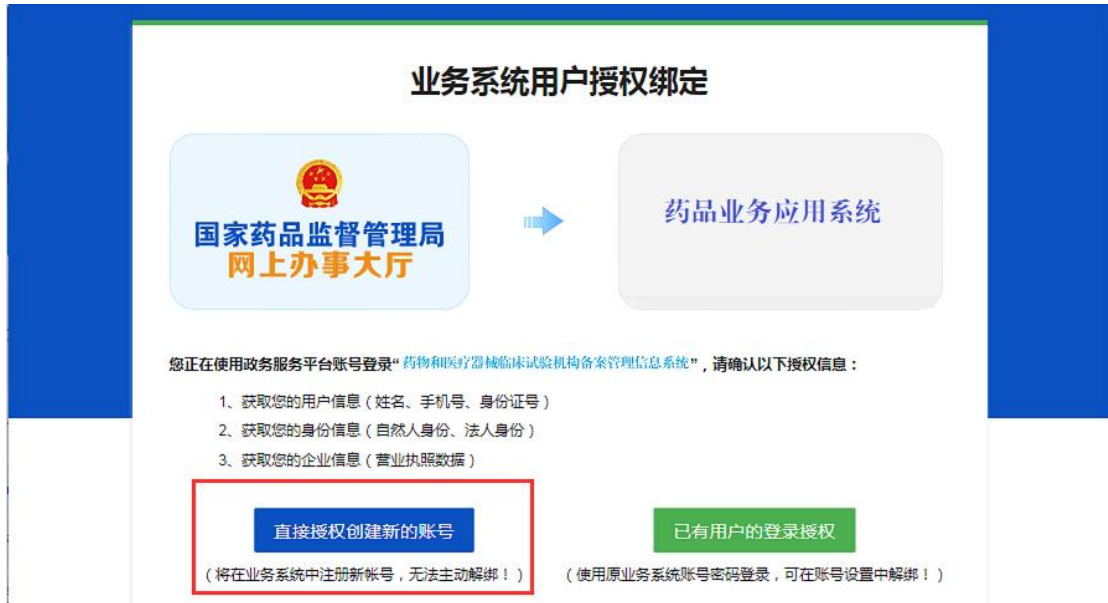 业务系统用户授权绑定
国家药品监督管理局
网上办事大厅
药品业务应用系统
您正在使用政务服务平台账号登录“药物和医疗器械临床试验机构备案管理信息系统”，请确认以下授权信息：
1、获取您的用户信息（姓名、手机号、身份证号）
2、获取您的身份信息（自然人身份、法人身份）
3、获取您的企业信息（营业执照数据）
直接授权创建新的账号
已有用户的登录授权
（将在业务系统中注册新帐号，无法主动解绑！）
（使用原业务系统账号密码登录，可在账号设置中解绑！）